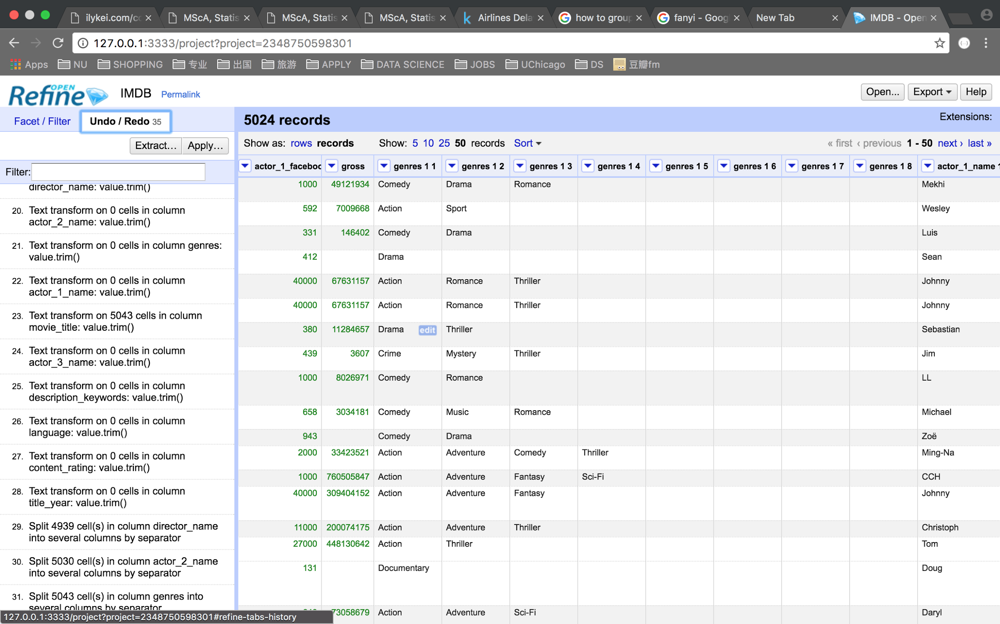 ilykei.com/co
MScA, Statis
MScA, Statis
MScA, Statis
Airlines Dela
how to group
fanyi - Goog
New Tab
IMDB - Open
127.0.0.1:3333/project?project=2348750598301
Apps NU SHOPPING 专业 出国 旅游 APPLY DATA SCIENCE JOBS UChicago DS 豆瓣fm
OPEN
Refine IMDB Permalink
Open... Export Help
Facet / Filter Undo / Redo 35
5024 records
Extensions:
Extract... Apply...
Show as: rows records Show: 5 10 25 50 records Sort
« first ‹ previous 1 - 50 next › last »
Filter:
director_name: value.trim()
20. Text transform on 0 cells in column
actor_2_name: value.trim()
21. Text transform on 0 cells in column genres:
value.trim()
22. Text transform on 0 cells in column
actor_1_name: value.trim()
23. Text transform on 5043 cells in column
movie_title: value.trim()
24. Text transform on 0 cells in column
actor_3_name: value.trim()
25. Text transform on 0 cells in column
description_keywords: value.trim()
26. Text transform on 0 cells in column
language: value.trim()
27. Text transform on 0 cells in column
content_rating: value.trim()
28. Text transform on 0 cells in column
title_year: value.trim()
29. Split 4939 cell(s) in column director_name
into several columns by separator
30. Split 5030 cell(s) in column actor_2_name
into several columns by separator
31. Split 5043 cell(s) in column genres into
several columns by separator
127.0.0.1:3333/project?project=2348750598301#refine-tabs-history
actor_1_faceboo gross genres 1 1 genres 1 2 genres 1 3 genres 1 4 genres 1 5 genres 1 6 genres 1 7 genres 1 8 actor_1_name 1
1000 49121934 Comedy Drama Romance Mekhi
592 7009668 Action Sport Wesley
331 146402 Comedy Drama Luis
412 Drama Sean
40000 67631157 Action Romance Thriller Johnny
40000 67631157 Action Romance Thriller Johnny
380 11284657 Drama edit Thriller Sebastian
439 3607 Crime Mystery Thriller Jim
1000 8026971 Comedy Romance LL
658 3034181 Comedy Music Romance Michael
943 Comedy Drama Zoë
2000 33423521 Action Adventure Comedy Thriller Ming-Na
1000 760505847 Action Adventure Fantasy Sci-Fi CCH
40000 309404152 Action Adventure Fantasy Johnny
11000 200074175 Action Adventure Thriller Christoph
27000 448130642 Action Thriller Tom
131 Documentary Doug
73058679 Action Adventure Sci-Fi Daryl